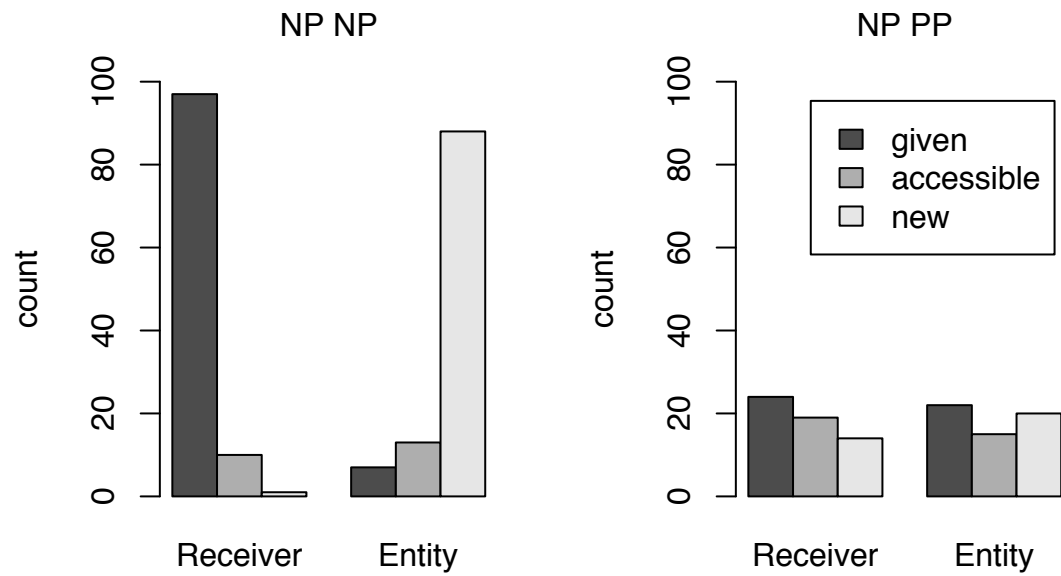 NP NP
count
0 20 40 60 80 100
Receiver Entity
NP PP
count
0 20 40 60 80 100
given
accessible
new
Receiver Entity